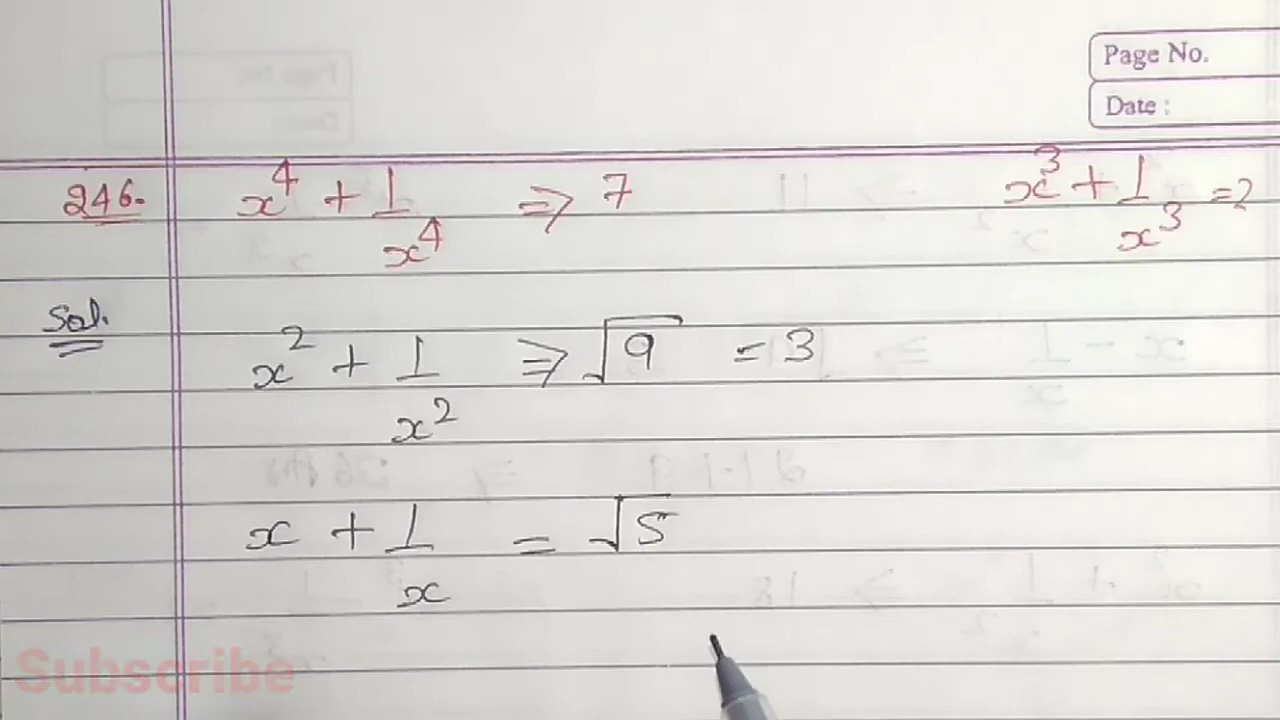 Page No.
Date :
246. x⁴ + 1/x⁴ ⇒ 7 x³ + 1/x³ = ?
Sol. x² + 1/x² ⇒ √9 = 3
x + 1/x = √5
Subscribe